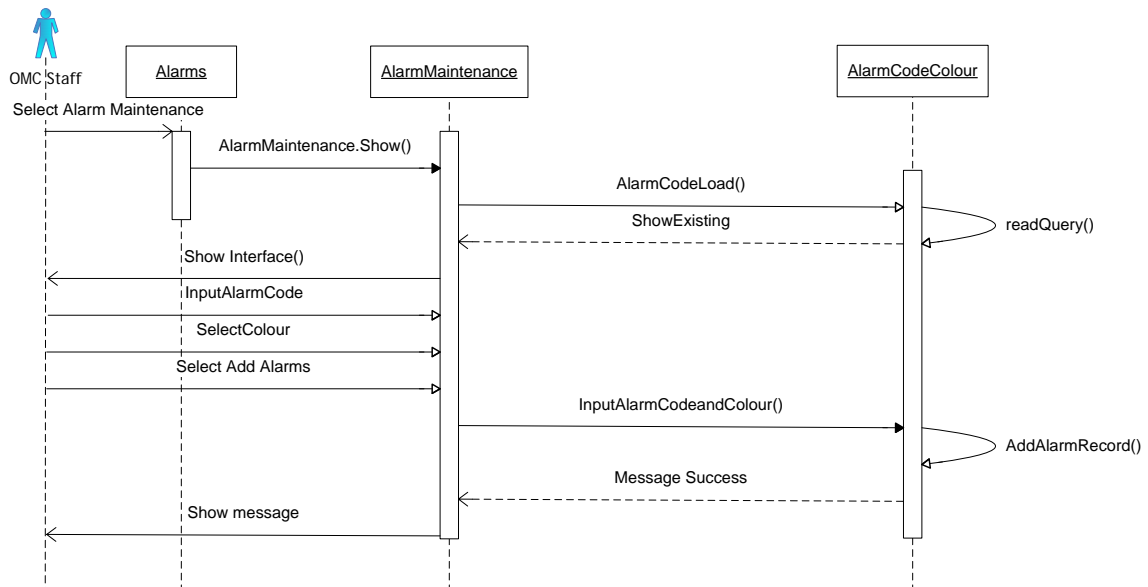 OMC Staff
Alarms
AlarmMaintenance
AlarmCodeColour
Select Alarm Maintenance
AlarmMaintenance.Show()
AlarmCodeLoad()
ShowExisting
readQuery()
Show Interface()
InputAlarmCode
SelectColour
Select Add Alarms
InputAlarmCodeandColour()
AddAlarmRecord()
Message Success
Show message